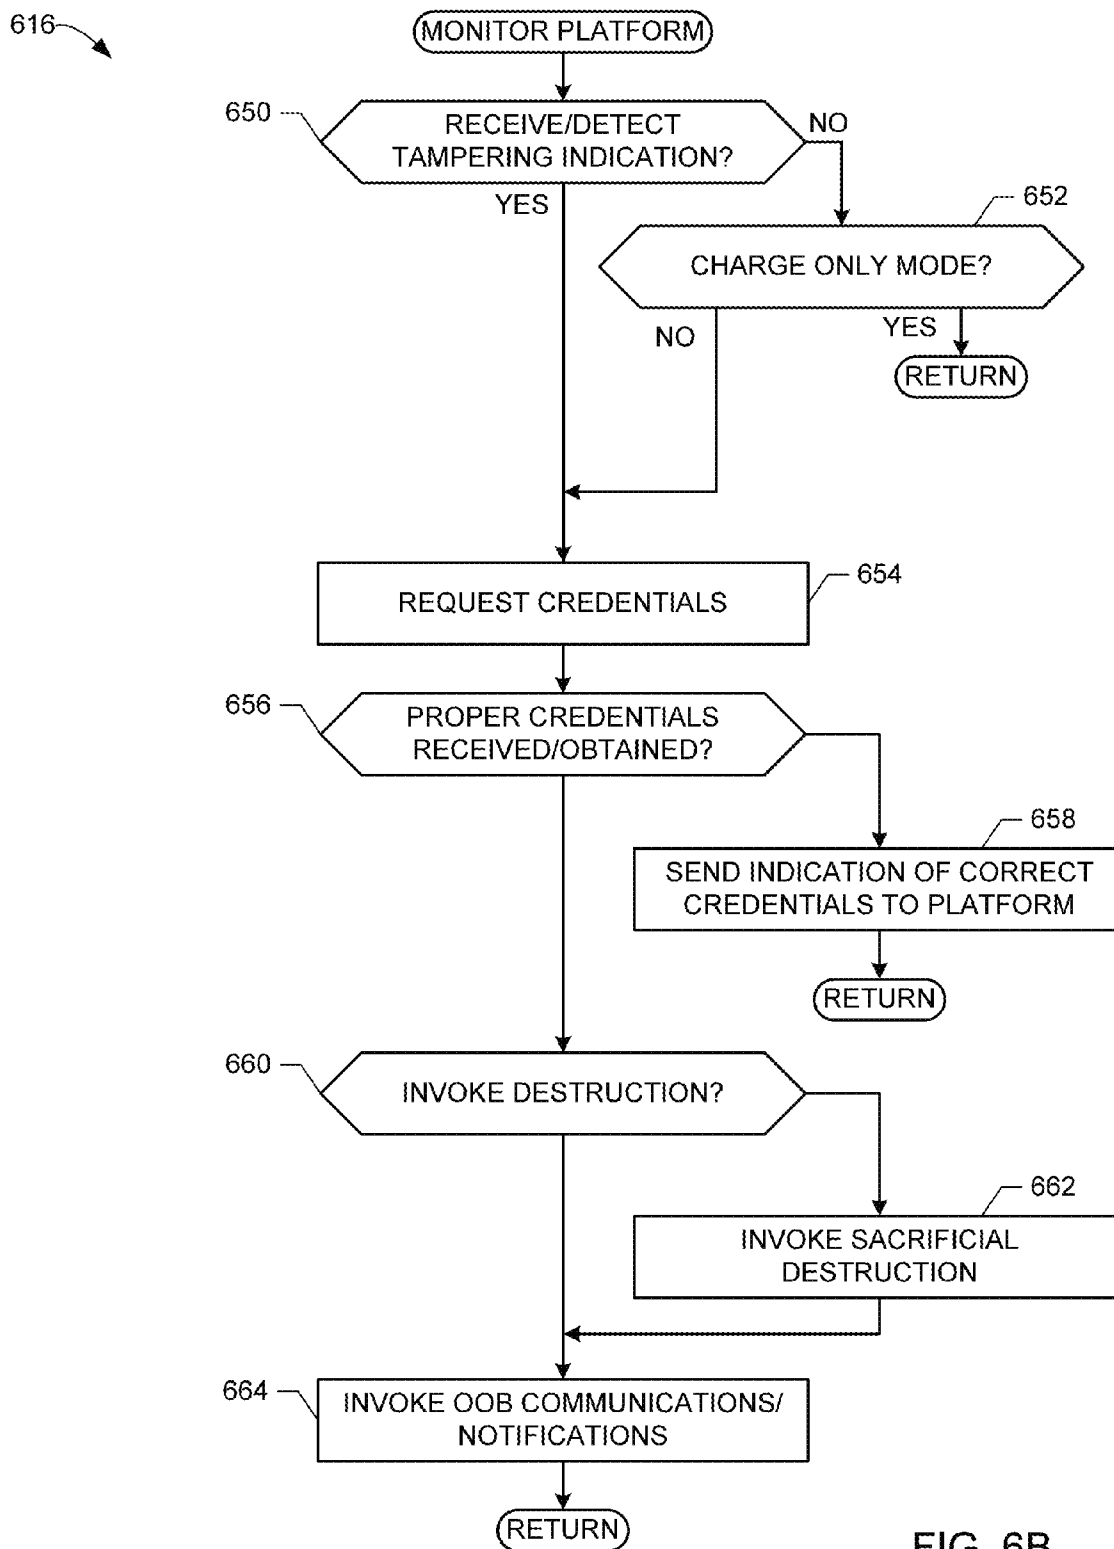 616
MONITOR PLATFORM
650
RECEIVE/DETECT
TAMPERING INDICATION?
NO
YES
652
CHARGE ONLY MODE?
NO
YES
RETURN
654
REQUEST CREDENTIALS
656
PROPER CREDENTIALS
RECEIVED/OBTAINED?
658
SEND INDICATION OF CORRECT
CREDENTIALS TO PLATFORM
RETURN
660
INVOKE DESTRUCTION?
662
INVOKE SACRIFICIAL
DESTRUCTION
664
INVOKE OOB COMMUNICATIONS/
NOTIFICATIONS
RETURN
FIG. 6B